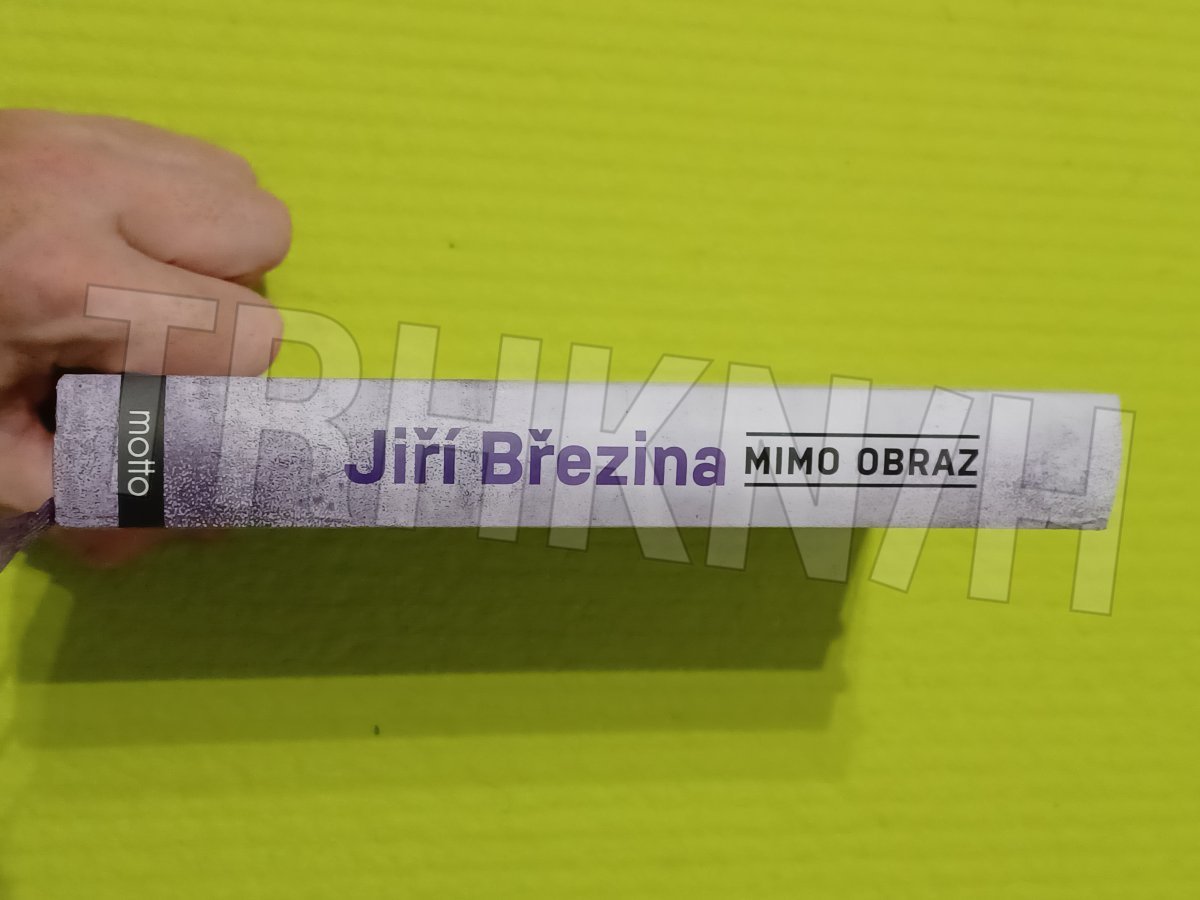 motto
Jiří Březina
MIMO OBRAZ
TRHKNIH